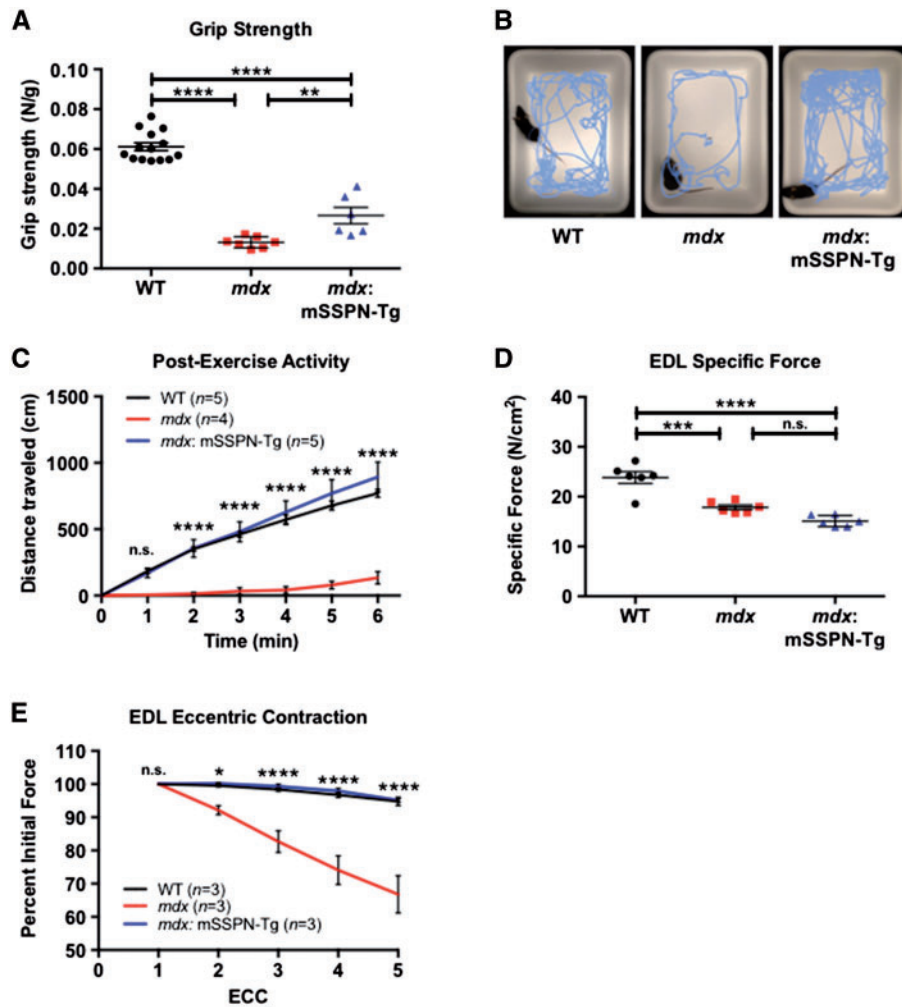 A
Grip Strength
Grip strength (N/g)
0.10
0.08
0.06
0.04
0.02
0.00
****
**** **
WT mdx mdx:
mSSPN-Tg
B
WT mdx mdx:
mSSPN-Tg
C
Post-Exercise Activity
Distance traveled (cm)
1500
1000
500
0
WT (n=5)
mdx (n=4)
mdx: mSSPN-Tg (n=5)
n.s. **** **** **** **** ****
0 1 2 3 4 5 6
Time (min)
D
EDL Specific Force
Specific Force (N/cm²)
40
30
20
10
0
****
*** n.s.
WT mdx mdx:
mSSPN-Tg
E
EDL Eccentric Contraction
Percent Initial Force
110
100
90
80
70
60
50
n.s. * **** **** ****
WT (n=3)
mdx (n=3)
mdx: mSSPN-Tg (n=3)
0 1 2 3 4 5
ECC